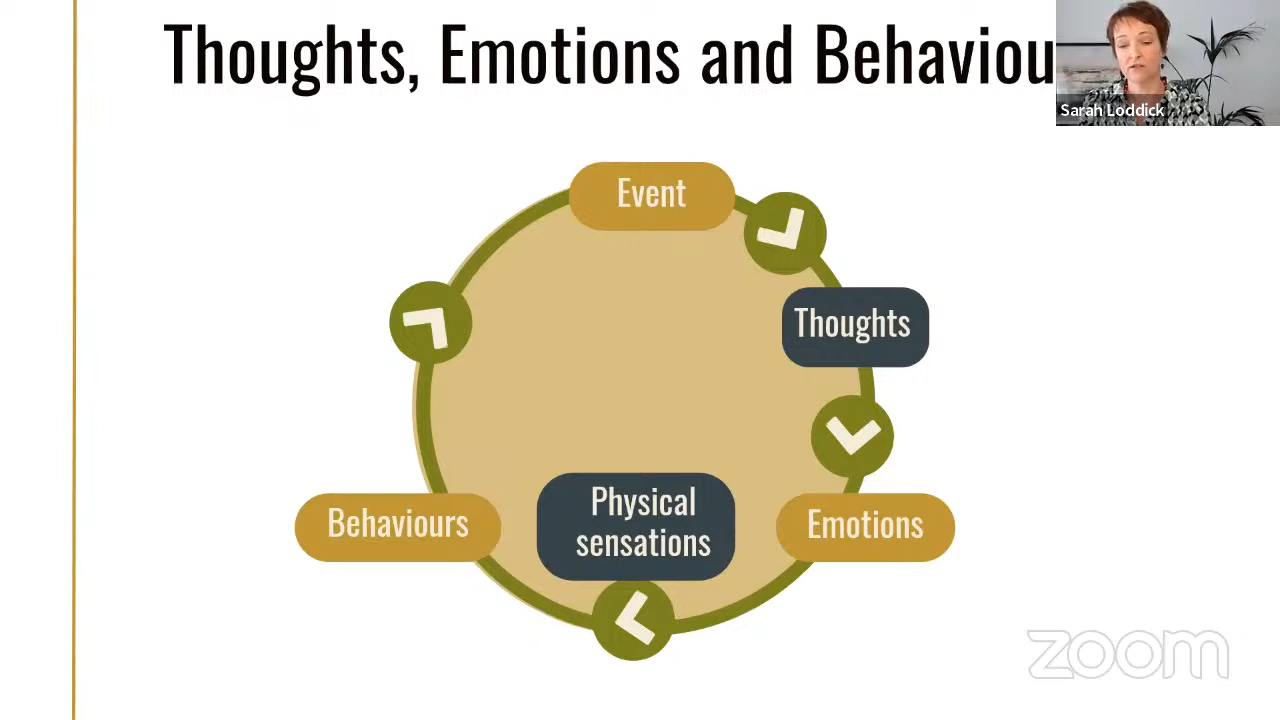 Thoughts, Emotions and Behaviou
Sarah Loddick
Event
Thoughts
Physical
sensations
Behaviours
Emotions
zoom